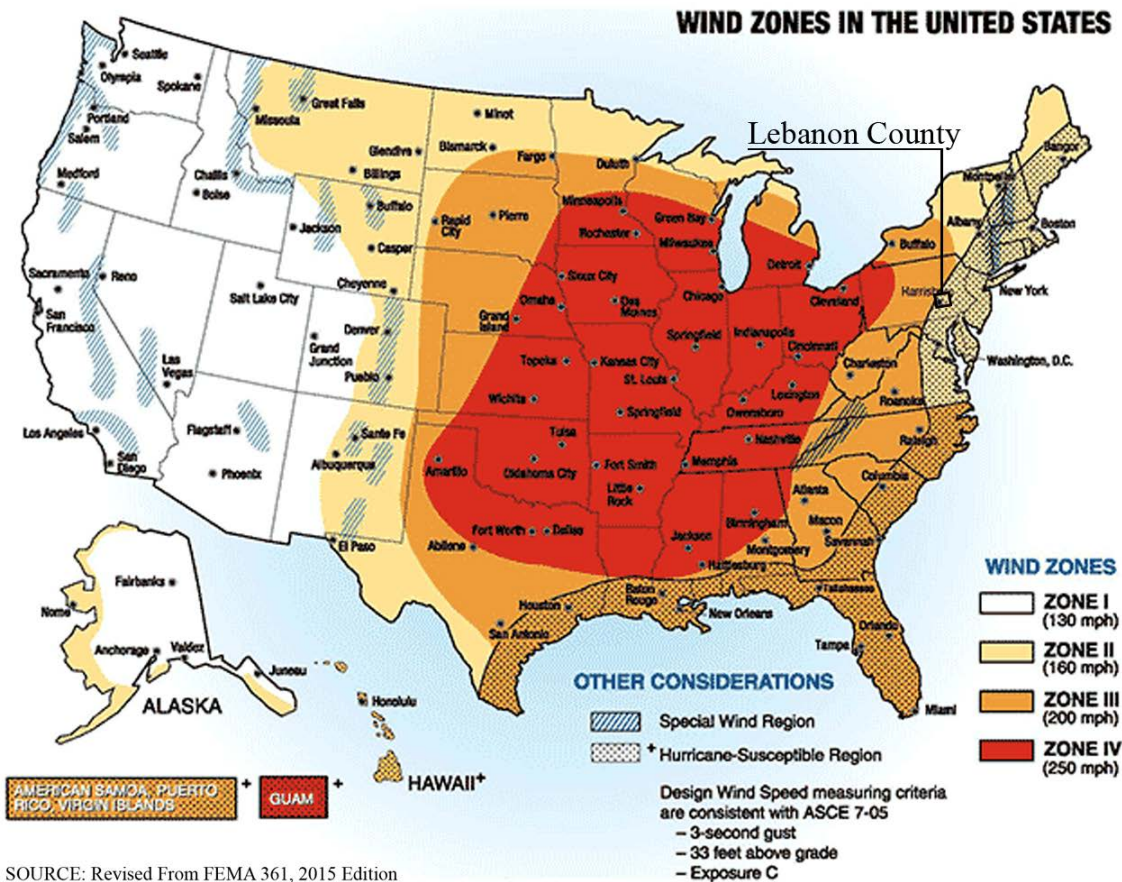 WIND ZONES IN THE UNITED STATES
Lebanon County
Seattle
Olympia
Spokane
Portland
Salem
Medford
Missoula
Great Falls
Challis
Boise
Glendive
Billings
Buffalo
Jackson
Casper
Cheyenne
Minot
Bismarck
Fargo
Duluth
Rapid
City
Pierre
Minneapolis
Rochester
Green Bay
Milwaukee
Detroit
Buffalo
Albany
Montpelier
Bangor
Boston
New York
Harrisb
Washington, D.C.
Sacramento
Reno
San
Francisco
Salt Lake City
Las
Vegas
Los Angeles
San
Diego
Flagstaff
Phoenix
Grand
Junction
Denver
Pueblo
Sante Fe
Albuquerque
El Paso
Sioux City
Omaha
Grand
Island
Des
Moines
Chicago
Cleveland
Springfield
Indianapolis
Cincinnati
Topeka
Kansas City
St. Louis
Charleston
Lexington
Owensboro
Roanoke
Wichita
Springfield
Nashville
Raleigh
Tulsa
Amarillo
Oklahoma City
Fort Smith
Memphis
Little
Rock
Atlanta
Columbia
Birmingham
Macon
Savannah
Montgomery
Fort Worth
Dallas
Abilene
Jackson
Hattiesburg
Baton
Rouge
Houston
San Antonio
New Orleans
Tallahassee
Orlando
Tampa
Miami
Fairbanks
Nome
Anchorage
Valdez
Juneau
ALASKA
Honolulu
HAWAII+
AMERICAN SAMOA, PUERTO
RICO, VIRGIN ISLANDS
+
GUAM
+
WIND ZONES
ZONE I
(130 mph)
ZONE II
(160 mph)
ZONE III
(200 mph)
ZONE IV
(250 mph)
OTHER CONSIDERATIONS
Special Wind Region
+ Hurricane-Susceptible Region
Design Wind Speed measuring criteria
are consistent with ASCE 7-05
– 3-second gust
– 33 feet above grade
– Exposure C
SOURCE: Revised From FEMA 361, 2015 Edition